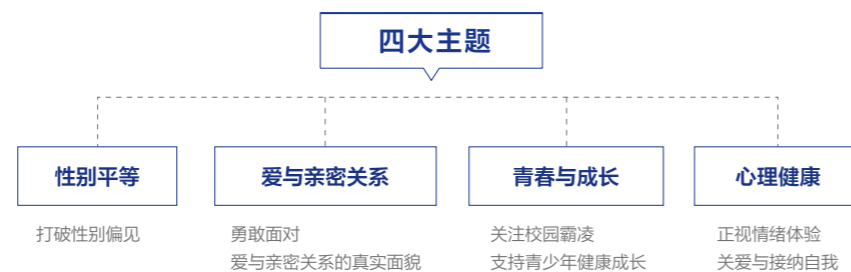 四大主题
性别平等
打破性别偏见
爱与亲密关系
勇敢面对
爱与亲密关系的真实面貌
青春与成长
关注校园霸凌
支持青少年健康成长
心理健康
正视情绪体验
关爱与接纳自我